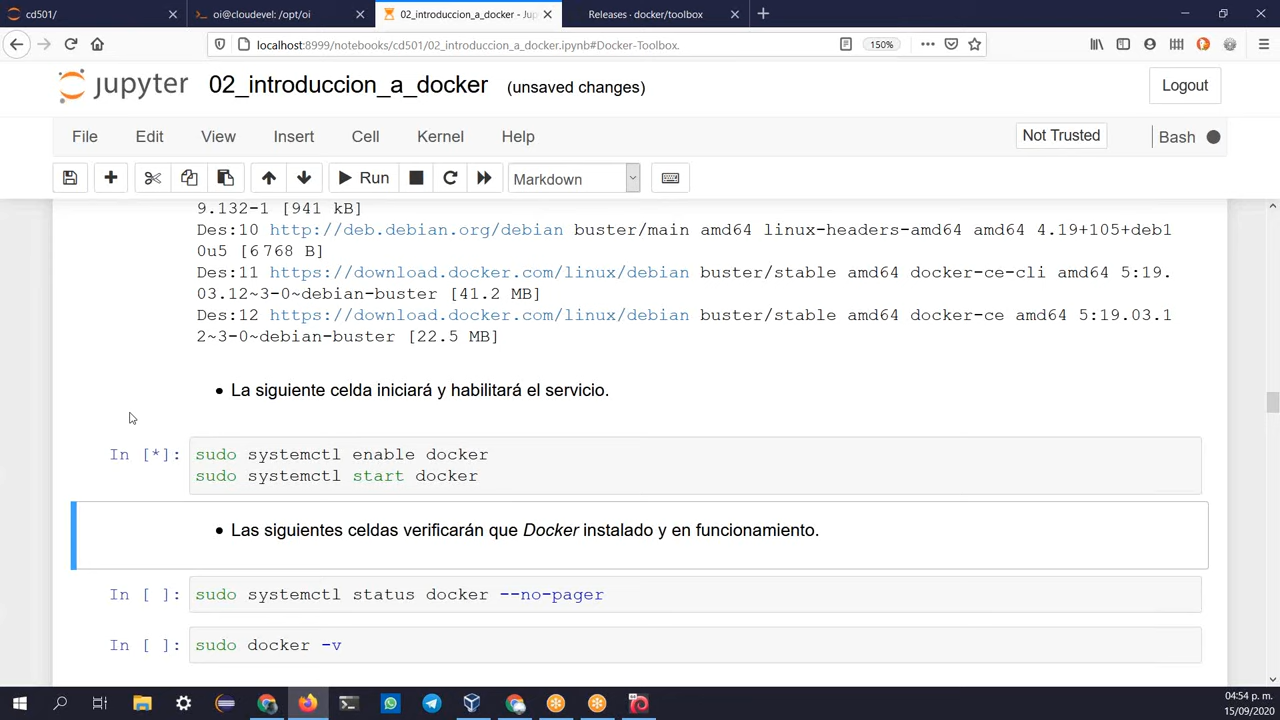 cd501/
oi@cloudevel: /opt/oi
02_introduccion_a_docker - Jup
Releases · docker/toolbox
localhost:8999/notebooks/cd501/02_introduccion_a_docker.ipynb#Docker-Toolbox.
150%
jupyter
02_introduccion_a_docker (unsaved changes)
Logout
File Edit View Insert Cell Kernel Help
Not Trusted
Bash
Run
Markdown
9.132-1 [941 kB]
Des:10 http://deb.debian.org/debian buster/main amd64 linux-headers-amd64 amd64 4.19+105+deb1
0u5 [6 768 B]
Des:11 https://download.docker.com/linux/debian buster/stable amd64 docker-ce-cli amd64 5:19.
03.12~3-0~debian-buster [41.2 MB]
Des:12 https://download.docker.com/linux/debian buster/stable amd64 docker-ce amd64 5:19.03.1
2~3-0~debian-buster [22.5 MB]
• La siguiente celda iniciará y habilitará el servicio.
In [*]: sudo systemctl enable docker
sudo systemctl start docker
• Las siguientes celdas verificarán que Docker instalado y en funcionamiento.
In [ ]: sudo systemctl status docker --no-pager
In [ ]: sudo docker -v
04:54 p. m.
15/09/2020